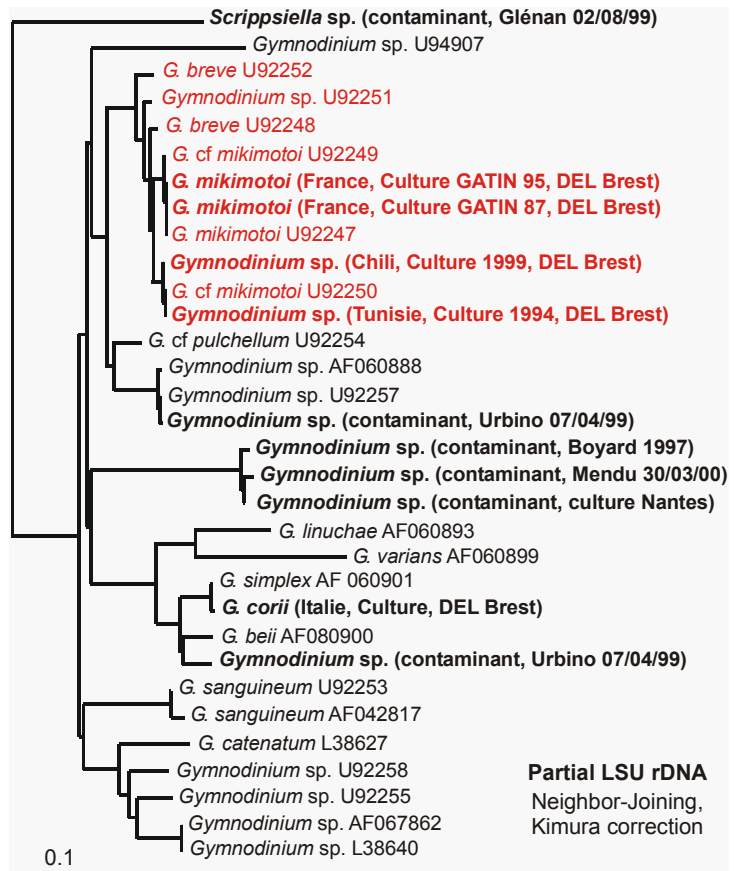 Scrippsiella sp. (contaminant, Glénan 02/08/99)
Gymnodinium sp. U94907
G. breve U92252
Gymnodinium sp. U92251
G. breve U92248
G. cf mikimotoi U92249
G. mikimotoi (France, Culture GATIN 95, DEL Brest)
G. mikimotoi (France, Culture GATIN 87, DEL Brest)
G. mikimotoi U92247
Gymnodinium sp. (Chili, Culture 1999, DEL Brest)
G. cf mikimotoi U92250
Gymnodinium sp. (Tunisie, Culture 1994, DEL Brest)
G. cf pulchellum U92254
Gymnodinium sp. AF060888
Gymnodinium sp. U92257
Gymnodinium sp. (contaminant, Urbino 07/04/99)
Gymnodinium sp. (contaminant, Boyard 1997)
Gymnodinium sp. (contaminant, Mendu 30/03/00)
Gymnodinium sp. (contaminant, culture Nantes)
G. linuchae AF060893
G. varians AF060899
G. simplex AF 060901
G. corii (Italie, Culture, DEL Brest)
G. beii AF080900
Gymnodinium sp. (contaminant, Urbino 07/04/99)
G. sanguineum U92253
G. sanguineum AF042817
G. catenatum L38627
Gymnodinium sp. U92258
Gymnodinium sp. U92255
Gymnodinium sp. AF067862
Gymnodinium sp. L38640
Partial LSU rDNA
Neighbor-Joining,
Kimura correction
0.1